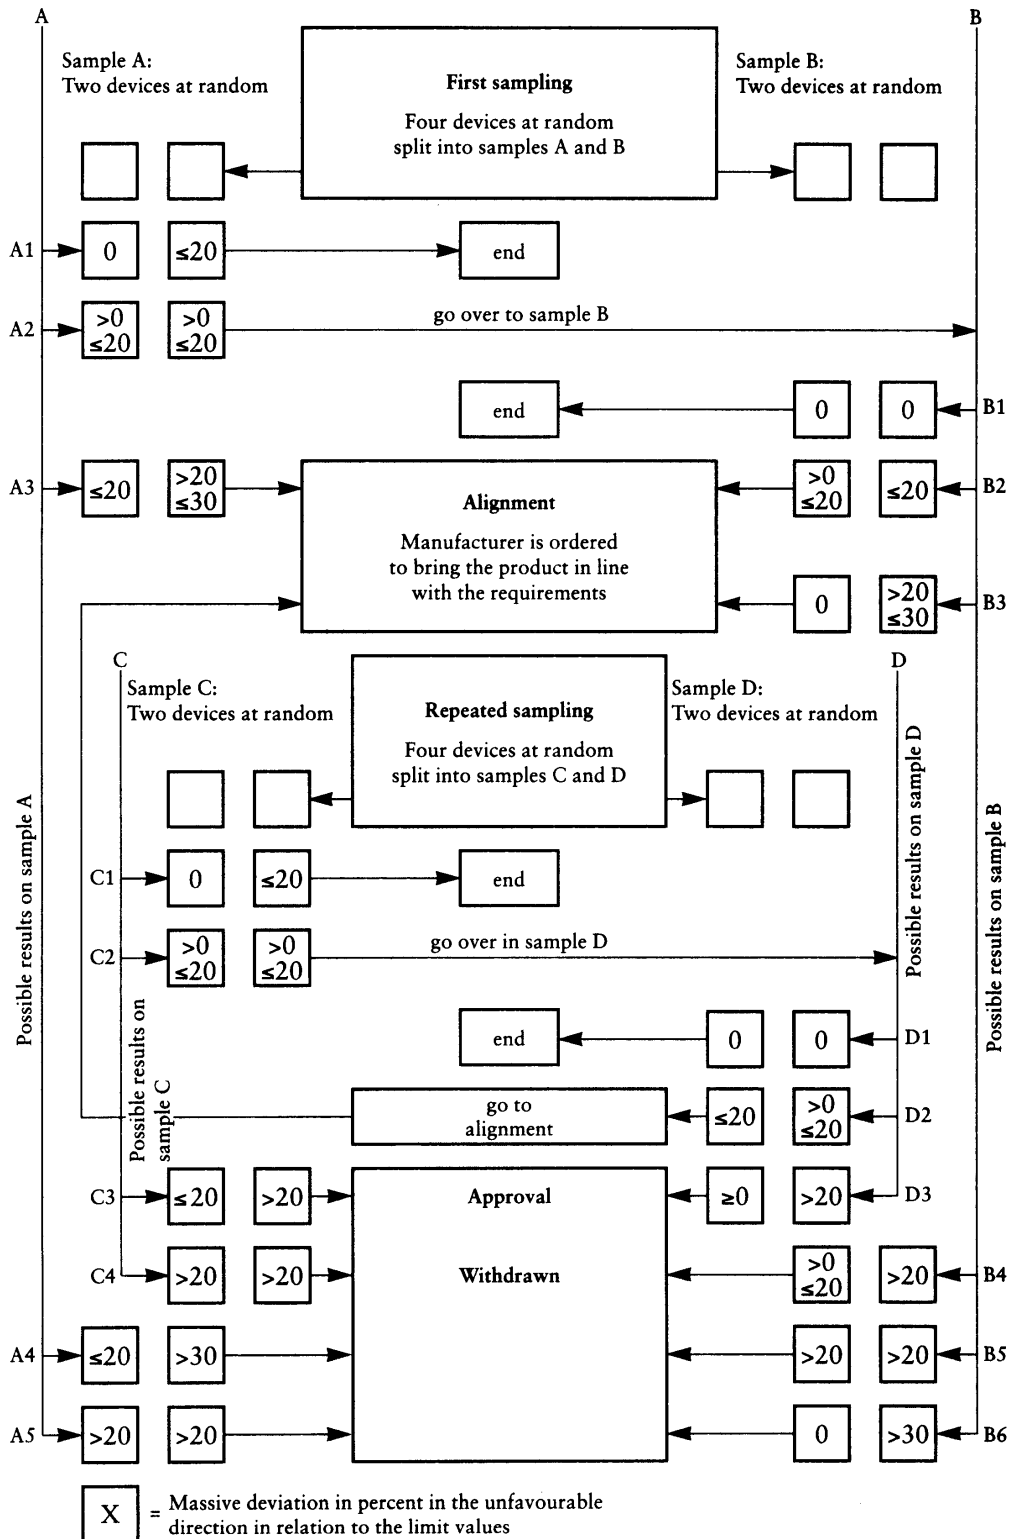 A
B
Sample A:
Two devices at random
First sampling
Four devices at random
split into samples A and B
Sample B:
Two devices at random
A1
0
≤20
end
A2
>0
≤20
>0
≤20
go over to sample B
end
0
0
B1
A3
≤20
>20
≤30
Alignment
Manufacturer is ordered
to bring the product in line
with the requirements
>0
≤20
≤20
B2
0
>20
≤30
B3
C
D
Sample C:
Two devices at random
Repeated sampling
Four devices at random
split into samples C and D
Sample D:
Two devices at random
Possible results on sample A
Possible results on sample D
Possible results on sample B
C1
0
≤20
end
C2
>0
≤20
>0
≤20
go over in sample D
Possible results on
sample C
end
0
0
D1
go to
alignment
≤20
>0
≤20
D2
C3
≤20
>20
Approval
≥0
>20
D3
C4
>20
>20
Withdrawn
>0
≤20
>20
B4
A4
≤20
>30
>20
>20
B5
A5
>20
>20
0
>30
B6
X
= Massive deviation in percent in the unfavourable
direction in relation to the limit values